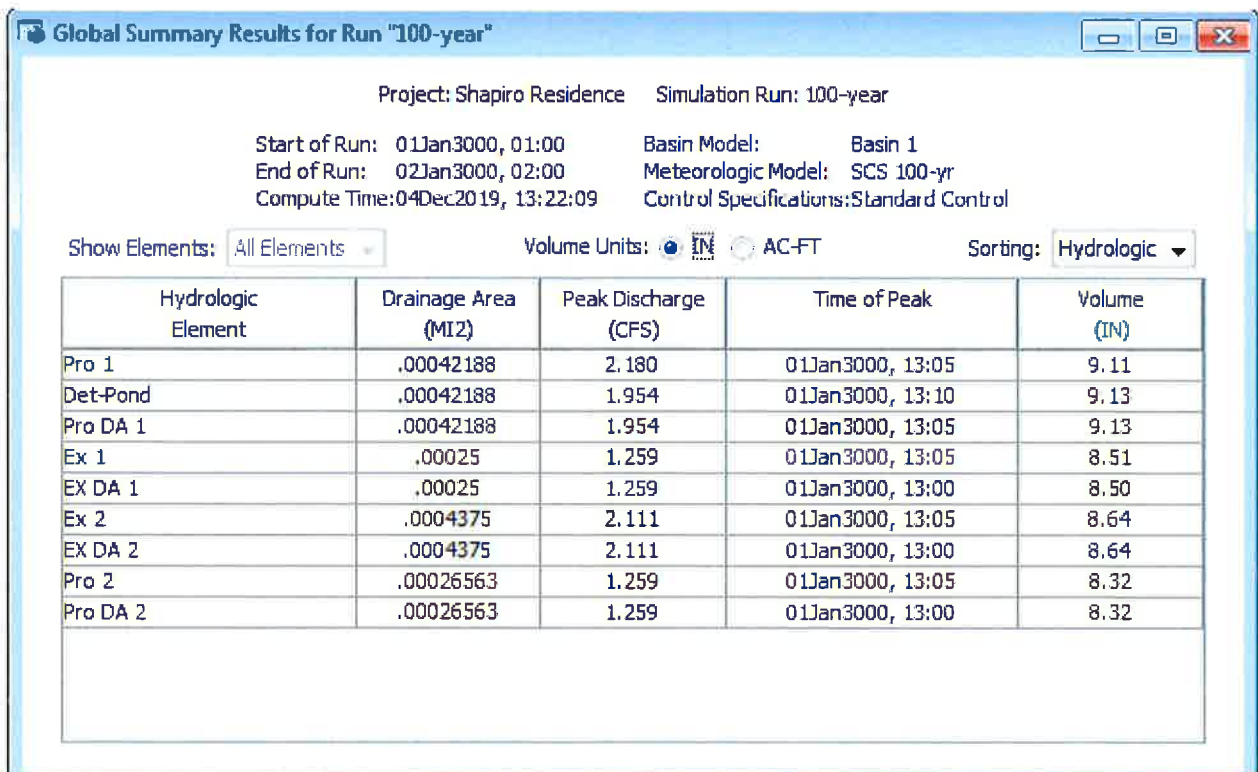 Global Summary Results for Run "100-year"
Project: Shapiro Residence Simulation Run: 100-year
Start of Run: 01Jan3000, 01:00 Basin Model: Basin 1
End of Run: 02Jan3000, 02:00 Meteorologic Model: SCS 100-yr
Compute Time:04Dec2019, 13:22:09 Control Specifications:Standard Control
Show Elements: All Elements Volume Units: IN AC-FT Sorting: Hydrologic
Hydrologic Drainage Area Peak Discharge Time of Peak Volume
Element (MI2) (CFS) (IN)
Pro 1 .00042188 2.180 01Jan3000, 13:05 9.11
Det-Pond .00042188 1.954 01Jan3000, 13:10 9.13
Pro DA 1 .00042188 1.954 01Jan3000, 13:05 9.13
Ex 1 .00025 1.259 01Jan3000, 13:05 8.51
EX DA 1 .00025 1.259 01Jan3000, 13:00 8.50
Ex 2 .0004375 2.111 01Jan3000, 13:05 8.64
EX DA 2 .0004375 2.111 01Jan3000, 13:00 8.64
Pro 2 .00026563 1.259 01Jan3000, 13:05 8.32
Pro DA 2 .00026563 1.259 01Jan3000, 13:00 8.32